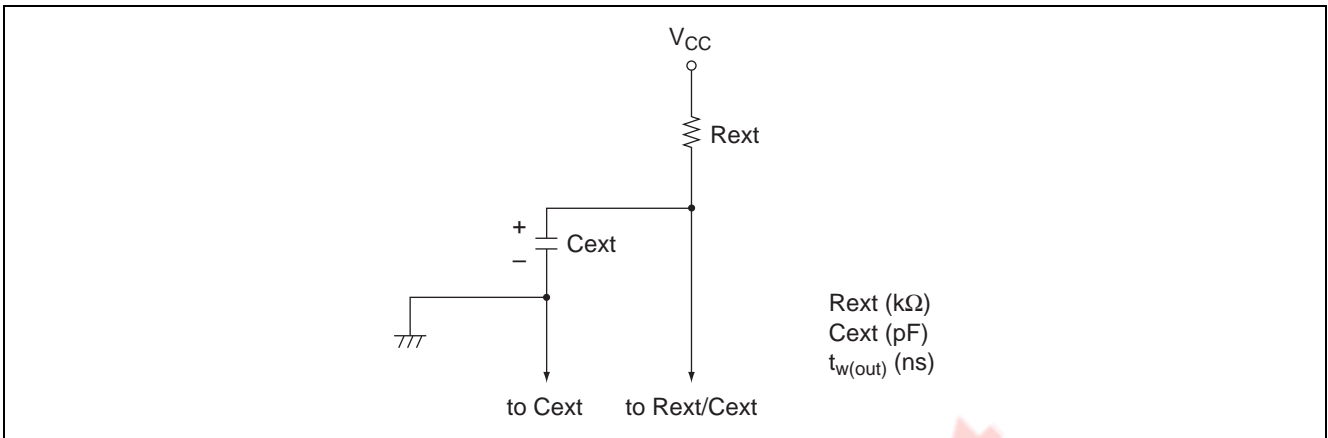 VCC
Rext
+
Cext
−
Rext (kΩ)
Cext (pF)
tw(out) (ns)
to Cext to Rext/Cext